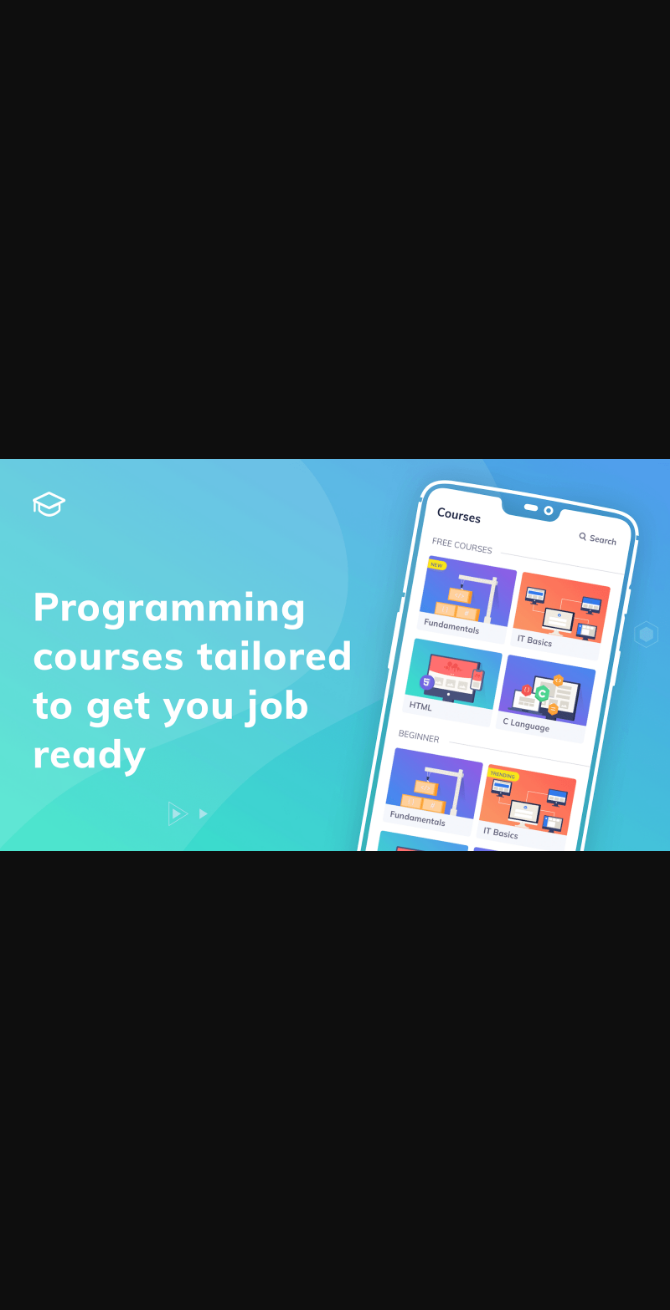 Programming
courses tailored
to get you job
ready
Courses
Search
FREE COURSES
NEW
Fundamentals
IT Basics
HTML
C Language
BEGINNER
TRENDING
Fundamentals
IT Basics